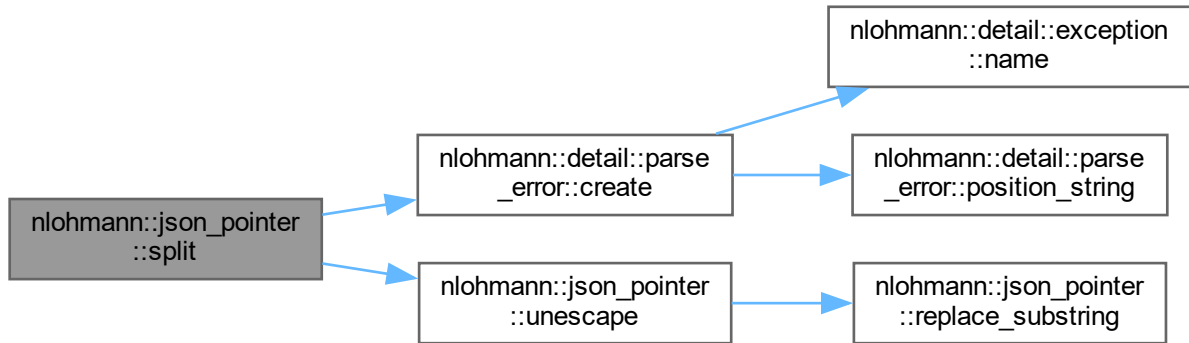 nlohmann::json_pointer
::split
nlohmann::detail::parse
_error::create
nlohmann::detail::exception
::name
nlohmann::detail::parse
_error::position_string
nlohmann::json_pointer
::unescape
nlohmann::json_pointer
::replace_substring